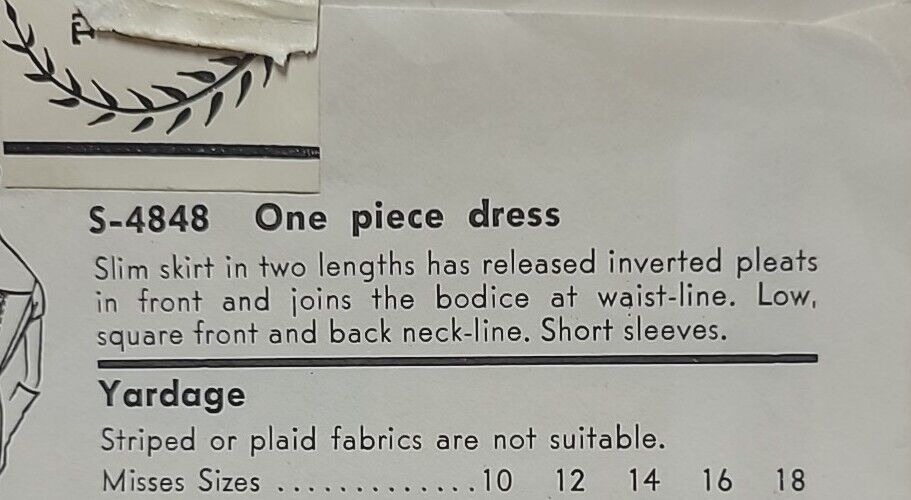 S-4848 One piece dress
Slim skirt in two lengths has released inverted pleats
in front and joins the bodice at waist-line. Low,
square front and back neck-line. Short sleeves.
Yardage
Striped or plaid fabrics are not suitable.
Misses Sizes ..............10 12 14 16 18